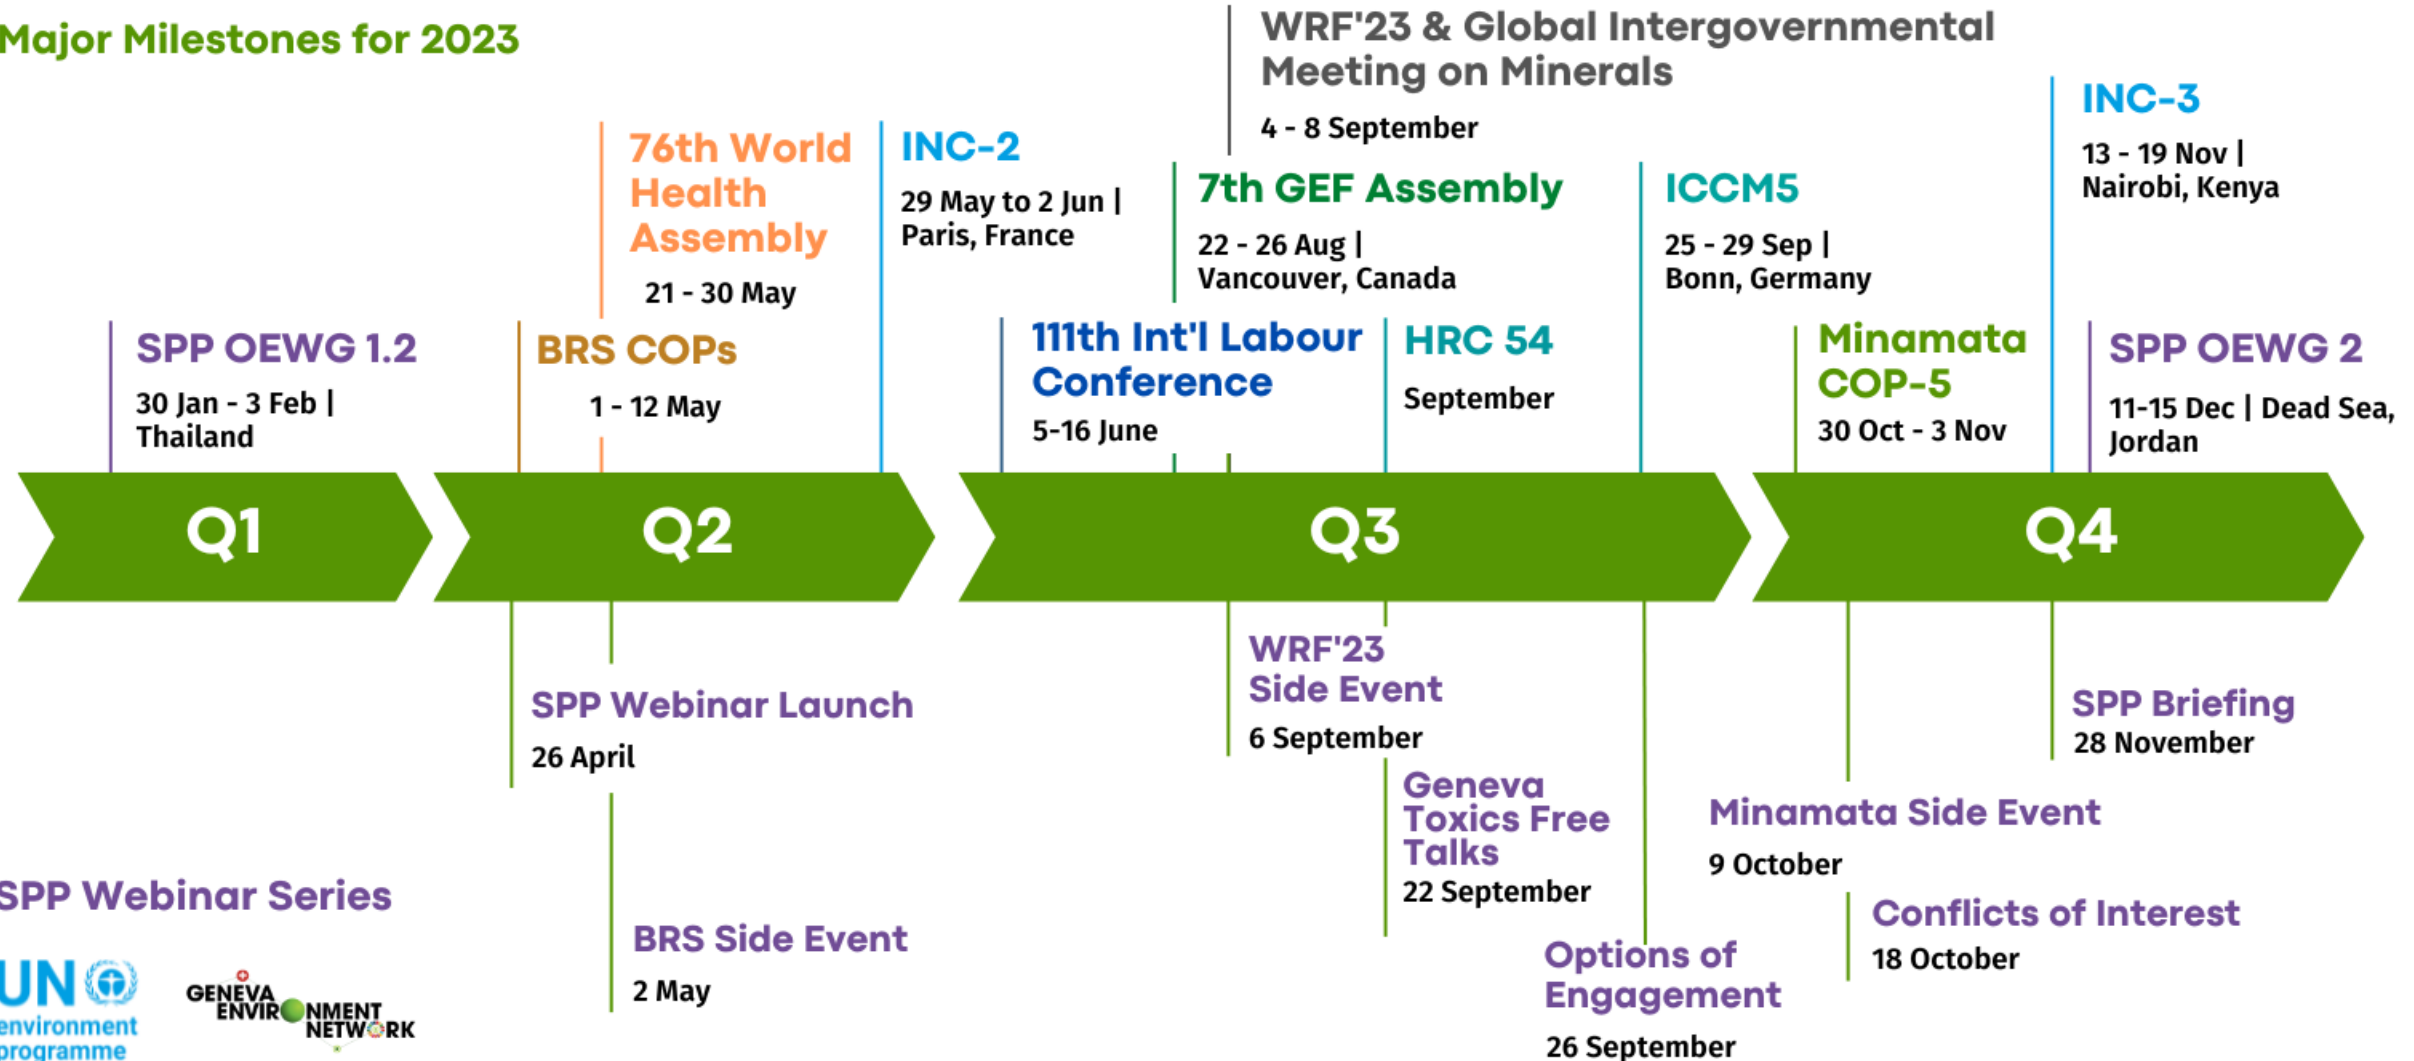 Major Milestones for 2023
WRF'23 & Global Intergovernmental
Meeting on Minerals
4 - 8 September
INC-3
13 - 19 Nov |
Nairobi, Kenya
76th World
Health
Assembly
21 - 30 May
INC-2
29 May to 2 Jun |
Paris, France
7th GEF Assembly
22 - 26 Aug |
Vancouver, Canada
ICCM5
25 - 29 Sep |
Bonn, Germany
SPP OEWG 1.2
30 Jan - 3 Feb |
Thailand
BRS COPs
1 - 12 May
111th Int'l Labour
Conference
5-16 June
HRC 54
September
Minamata
COP-5
30 Oct - 3 Nov
SPP OEWG 2
11-15 Dec | Dead Sea,
Jordan
Q1
Q2
Q3
Q4
SPP Webinar Launch
26 April
BRS Side Event
2 May
WRF'23
Side Event
6 September
Geneva
Toxics Free
Talks
22 September
Options of
Engagement
26 September
Minamata Side Event
9 October
Conflicts of Interest
18 October
SPP Briefing
28 November
SPP Webinar Series
UN
environment
programme
GENEVA
ENVIRONMENT
NETWORK